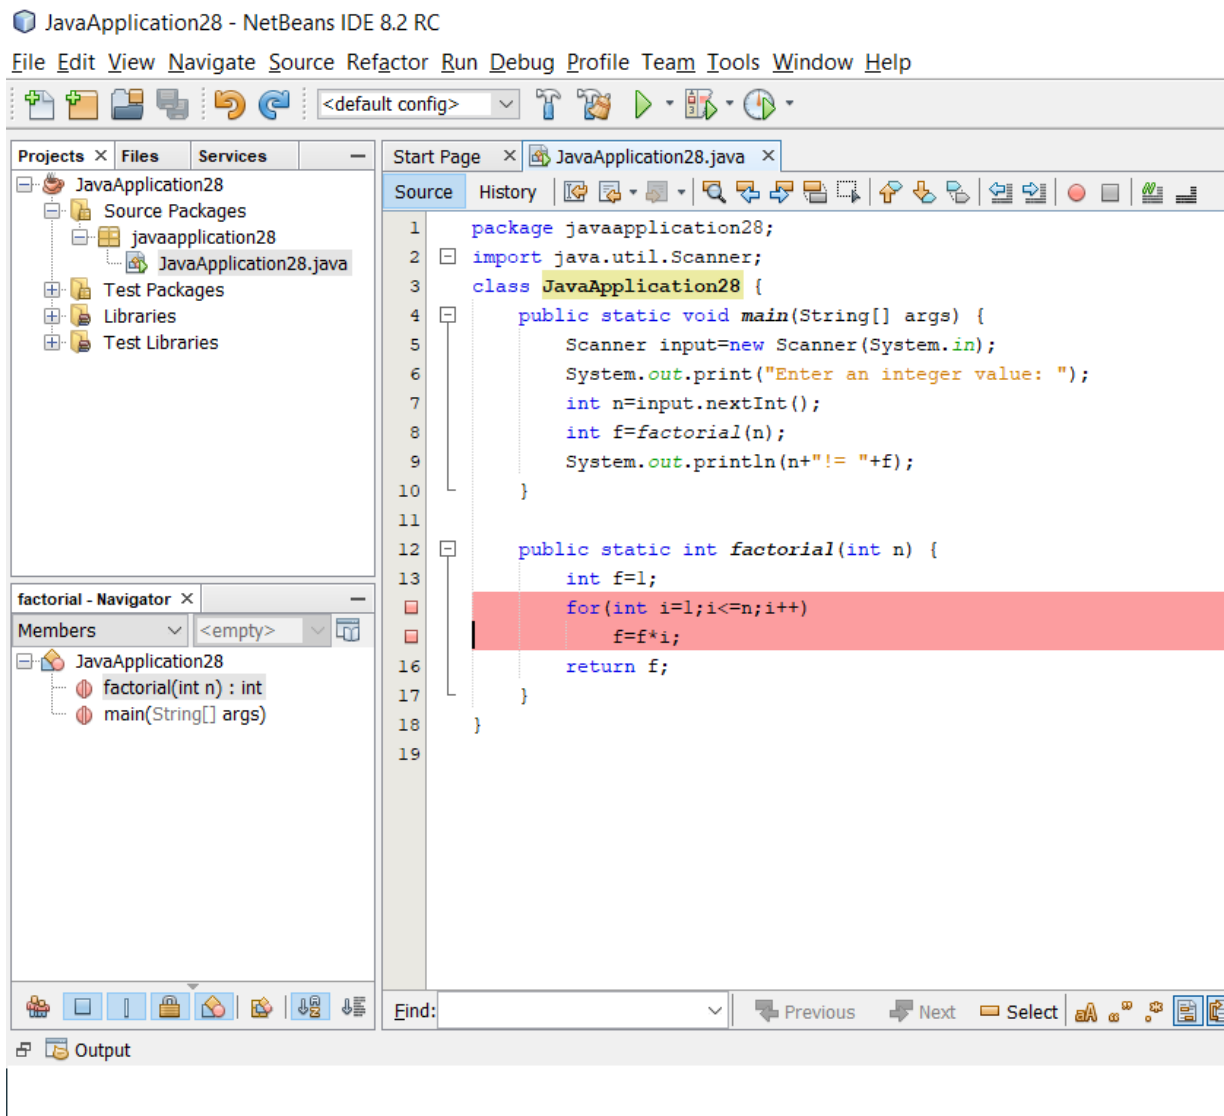 JavaApplication28 - NetBeans IDE 8.2 RC
File Edit View Navigate Source Refactor Run Debug Profile Team Tools Window Help
<default config>
Projects Files Services
JavaApplication28
Source Packages
javaapplication28
JavaApplication28.java
Test Packages
Libraries
Test Libraries
factorial - Navigator
Members <empty>
JavaApplication28
factorial(int n) : int
main(String[] args)
Start Page JavaApplication28.java
Source History
1 package javaapplication28;
2 import java.util.Scanner;
3 class JavaApplication28 {
4 public static void main(String[] args) {
5 Scanner input=new Scanner(System.in);
6 System.out.print("Enter an integer value: ");
7 int n=input.nextInt();
8 int f=factorial(n);
9 System.out.println(n+"!= "+f);
10 }
11
12 public static int factorial(int n) {
13 int f=1;
for(int i=1;i<=n;i++)
f=f*i;
16 return f;
17 }
18 }
19
Find: Previous Next Select
Output